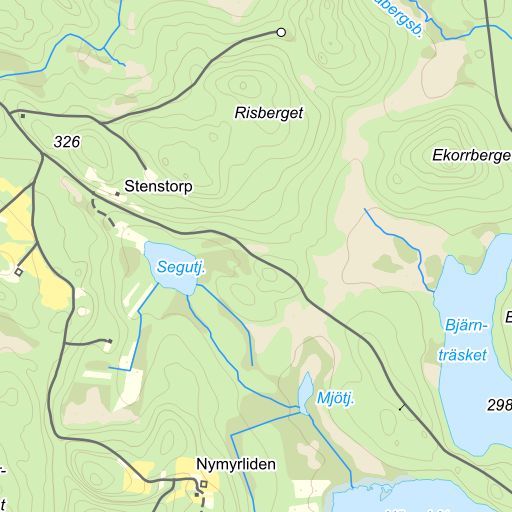 Risberget
326
Ekorrberge
Stenstorp
Segutj.
Bjärn-
träsket
Mjötj.
298
Nymyrliden